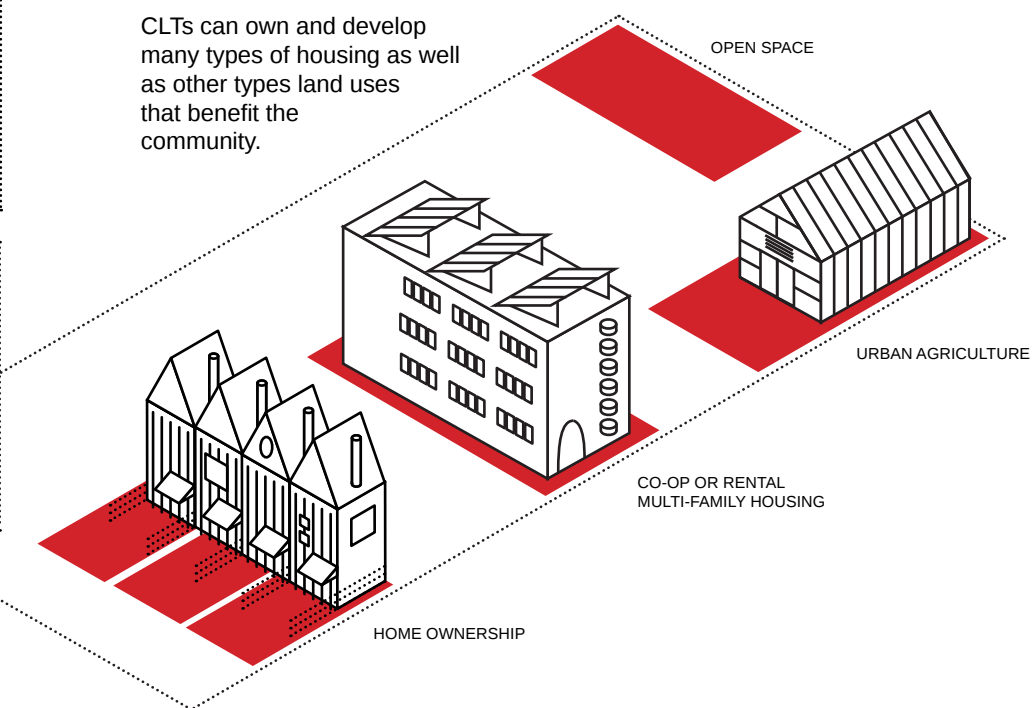 CLTs can own and develop
many types of housing as well
as other types land uses
that benefit the
community.
OPEN SPACE
URBAN AGRICULTURE
CO-OP OR RENTAL
MULTI-FAMILY HOUSING
HOME OWNERSHIP